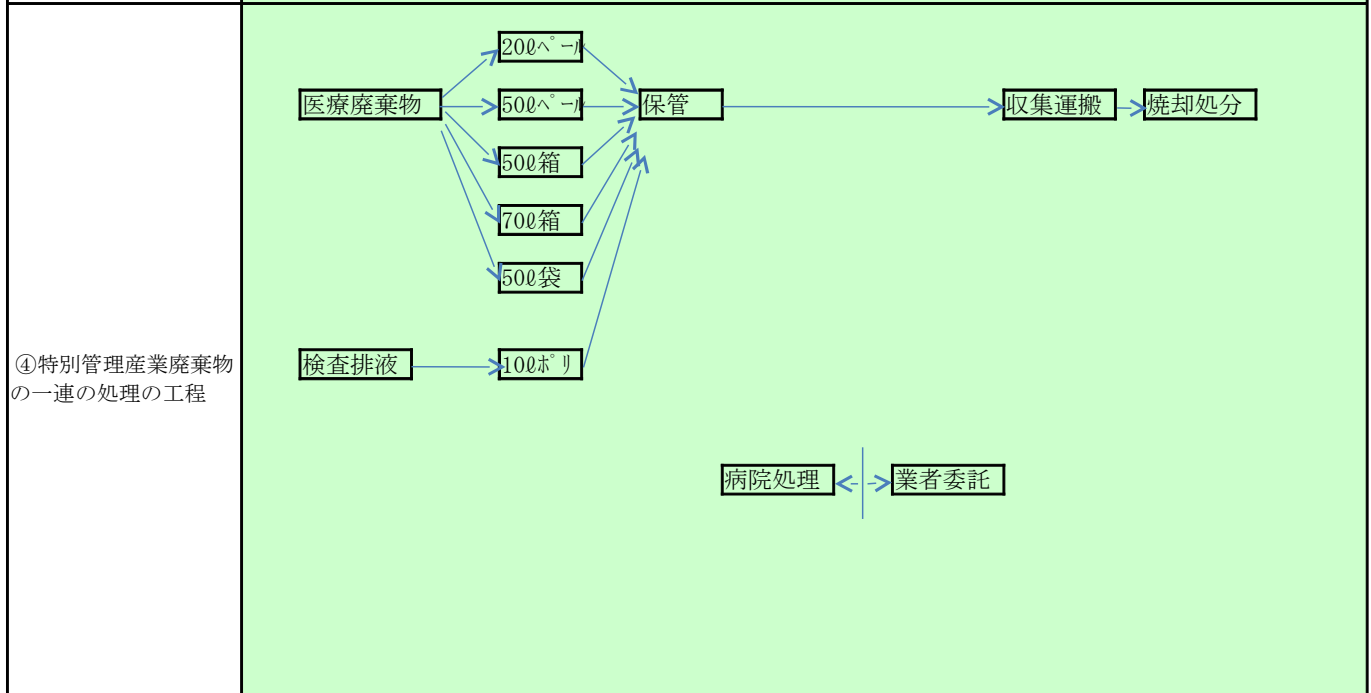 20ℓﾍﾟｰﾙ
医療廃棄物
50ℓﾍﾟｰﾙ
保管
収集運搬
焼却処分
50ℓ箱
70ℓ箱
50ℓ袋
④特別管理産業廃棄物
の一連の処理の工程
検査排液
10ℓﾎﾟﾘ
病院処理
業者委託